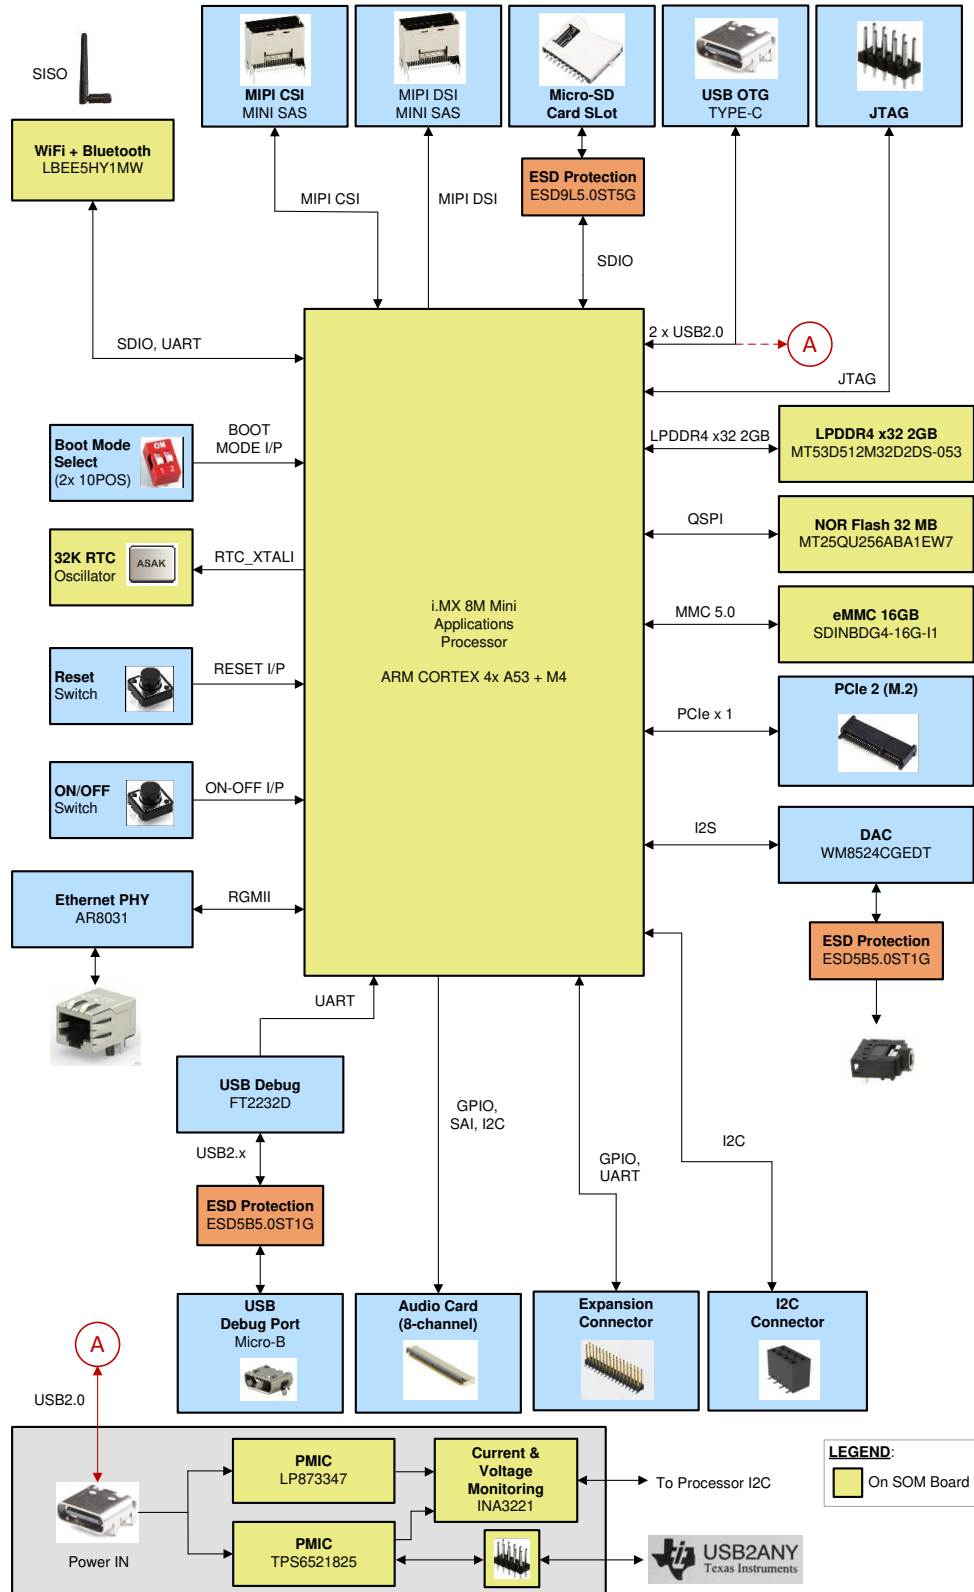 SISO
MIPI CSI
MINI SAS
MIPI DSI
MINI SAS
Micro-SD
Card SLot
USB OTG
TYPE-C
JTAG
WiFi + Bluetooth
LBEE5HY1MW
ESD Protection
ESD9L5.0ST5G
MIPI CSI
MIPI DSI
SDIO
SDIO, UART
2 x USB2.0
A
JTAG
Boot Mode
Select
(2x 10POS)
ON
1 2
BOOT
MODE I/P
LPDDR4 x32 2GB
LPDDR4 x32 2GB
MT53D512M32D2DS-053
32K RTC
Oscillator
ASAK
RTC_XTALI
QSPI
NOR Flash 32 MB
MT25QU256ABA1EW7
i.MX 8M Mini
Applications
Processor
ARM CORTEX 4x A53 + M4
MMC 5.0
eMMC 16GB
SDINBDG4-16G-I1
Reset
Switch
RESET I/P
PCIe x 1
PCIe 2 (M.2)
ON/OFF
Switch
ON-OFF I/P
I2S
DAC
WM8524CGEDT
Ethernet PHY
AR8031
RGMII
ESD Protection
ESD5B5.0ST1G
UART
USB Debug
FT2232D
USB2.x
GPIO,
SAI, I2C
GPIO,
UART
I2C
ESD Protection
ESD5B5.0ST1G
USB
Debug Port
Micro-B
Audio Card
(8-channel)
Expansion
Connector
I2C
Connector
A
USB2.0
Power IN
PMIC
LP873347
PMIC
TPS6521825
Current &
Voltage
Monitoring
INA3221
To Processor I2C
USB2ANY
Texas Instruments
LEGEND:
On SOM Board